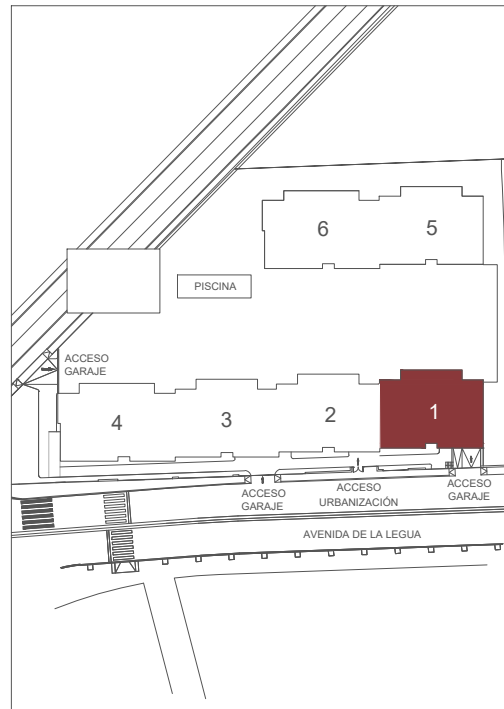 6
5
PISCINA
ACCESO
GARAJE
4
3
2
1
ACCESO
GARAJE
ACCESO
URBANIZACIÓN
ACCESO
GARAJE
AVENIDA DE LA LEGUA